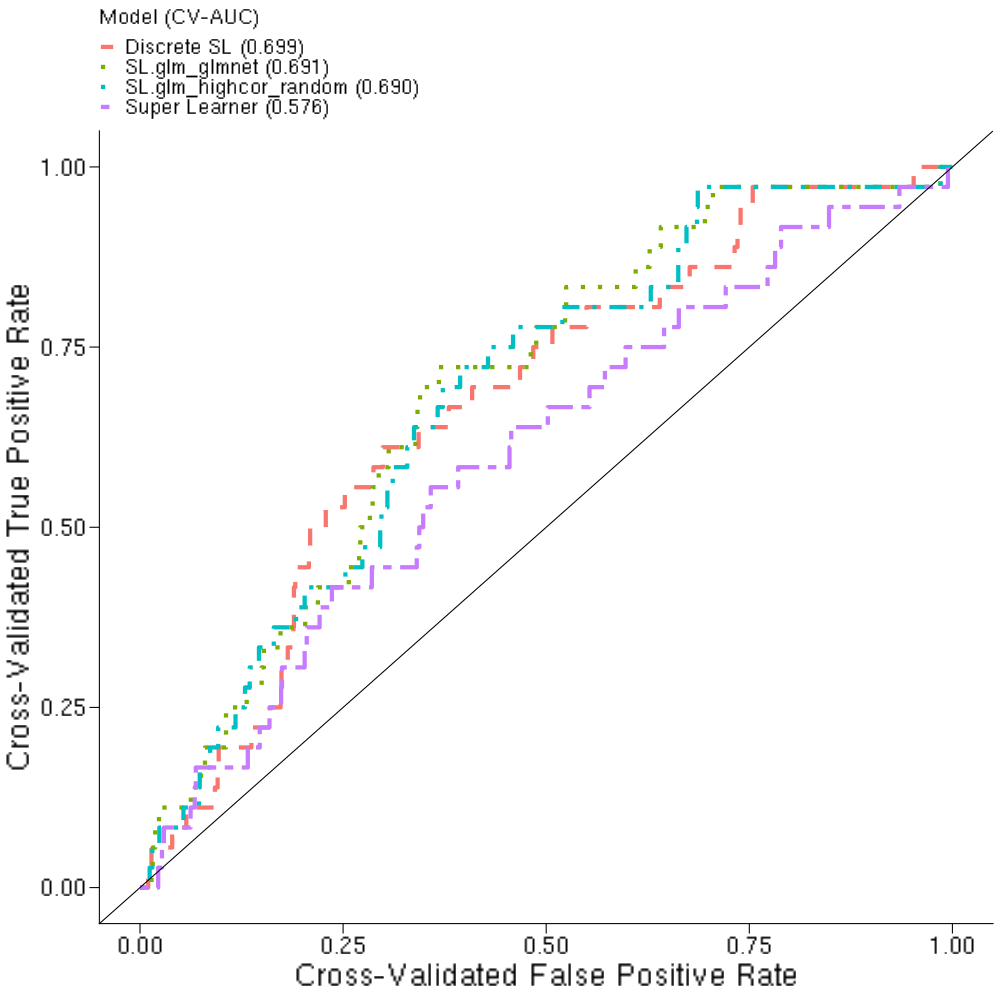 Model (CV-AUC)
Discrete SL (0.699)
SL.glm_glmnet (0.691)
SL.glm_highcor_random (0.690)
Super Learner (0.576)
1.00
0.75
0.50
0.25
0.00
Cross-Validated True Positive Rate
0.00 0.25 0.50 0.75 1.00
Cross-Validated False Positive Rate